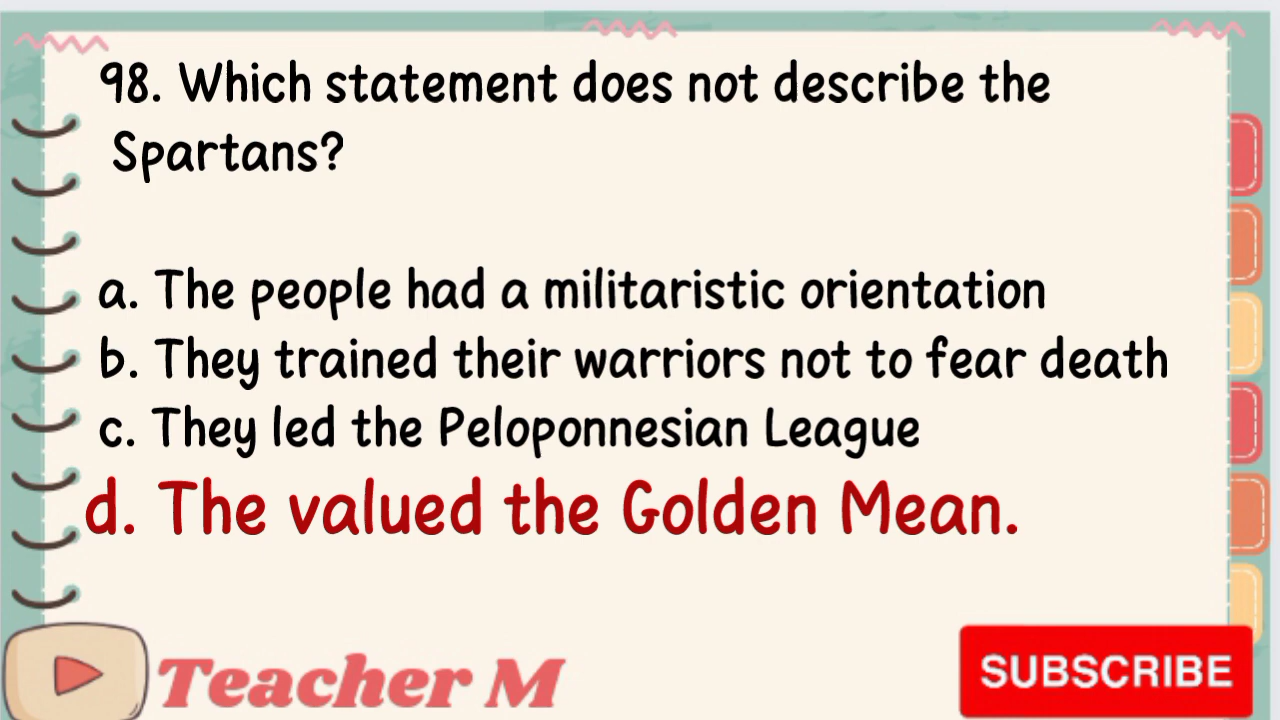 98. Which statement does not describe the
Spartans?
a. The people had a militaristic orientation
b. They trained their warriors not to fear death
c. They led the Peloponnesian League
d. The valued the Golden Mean.
Teacher M
SUBSCRIBE